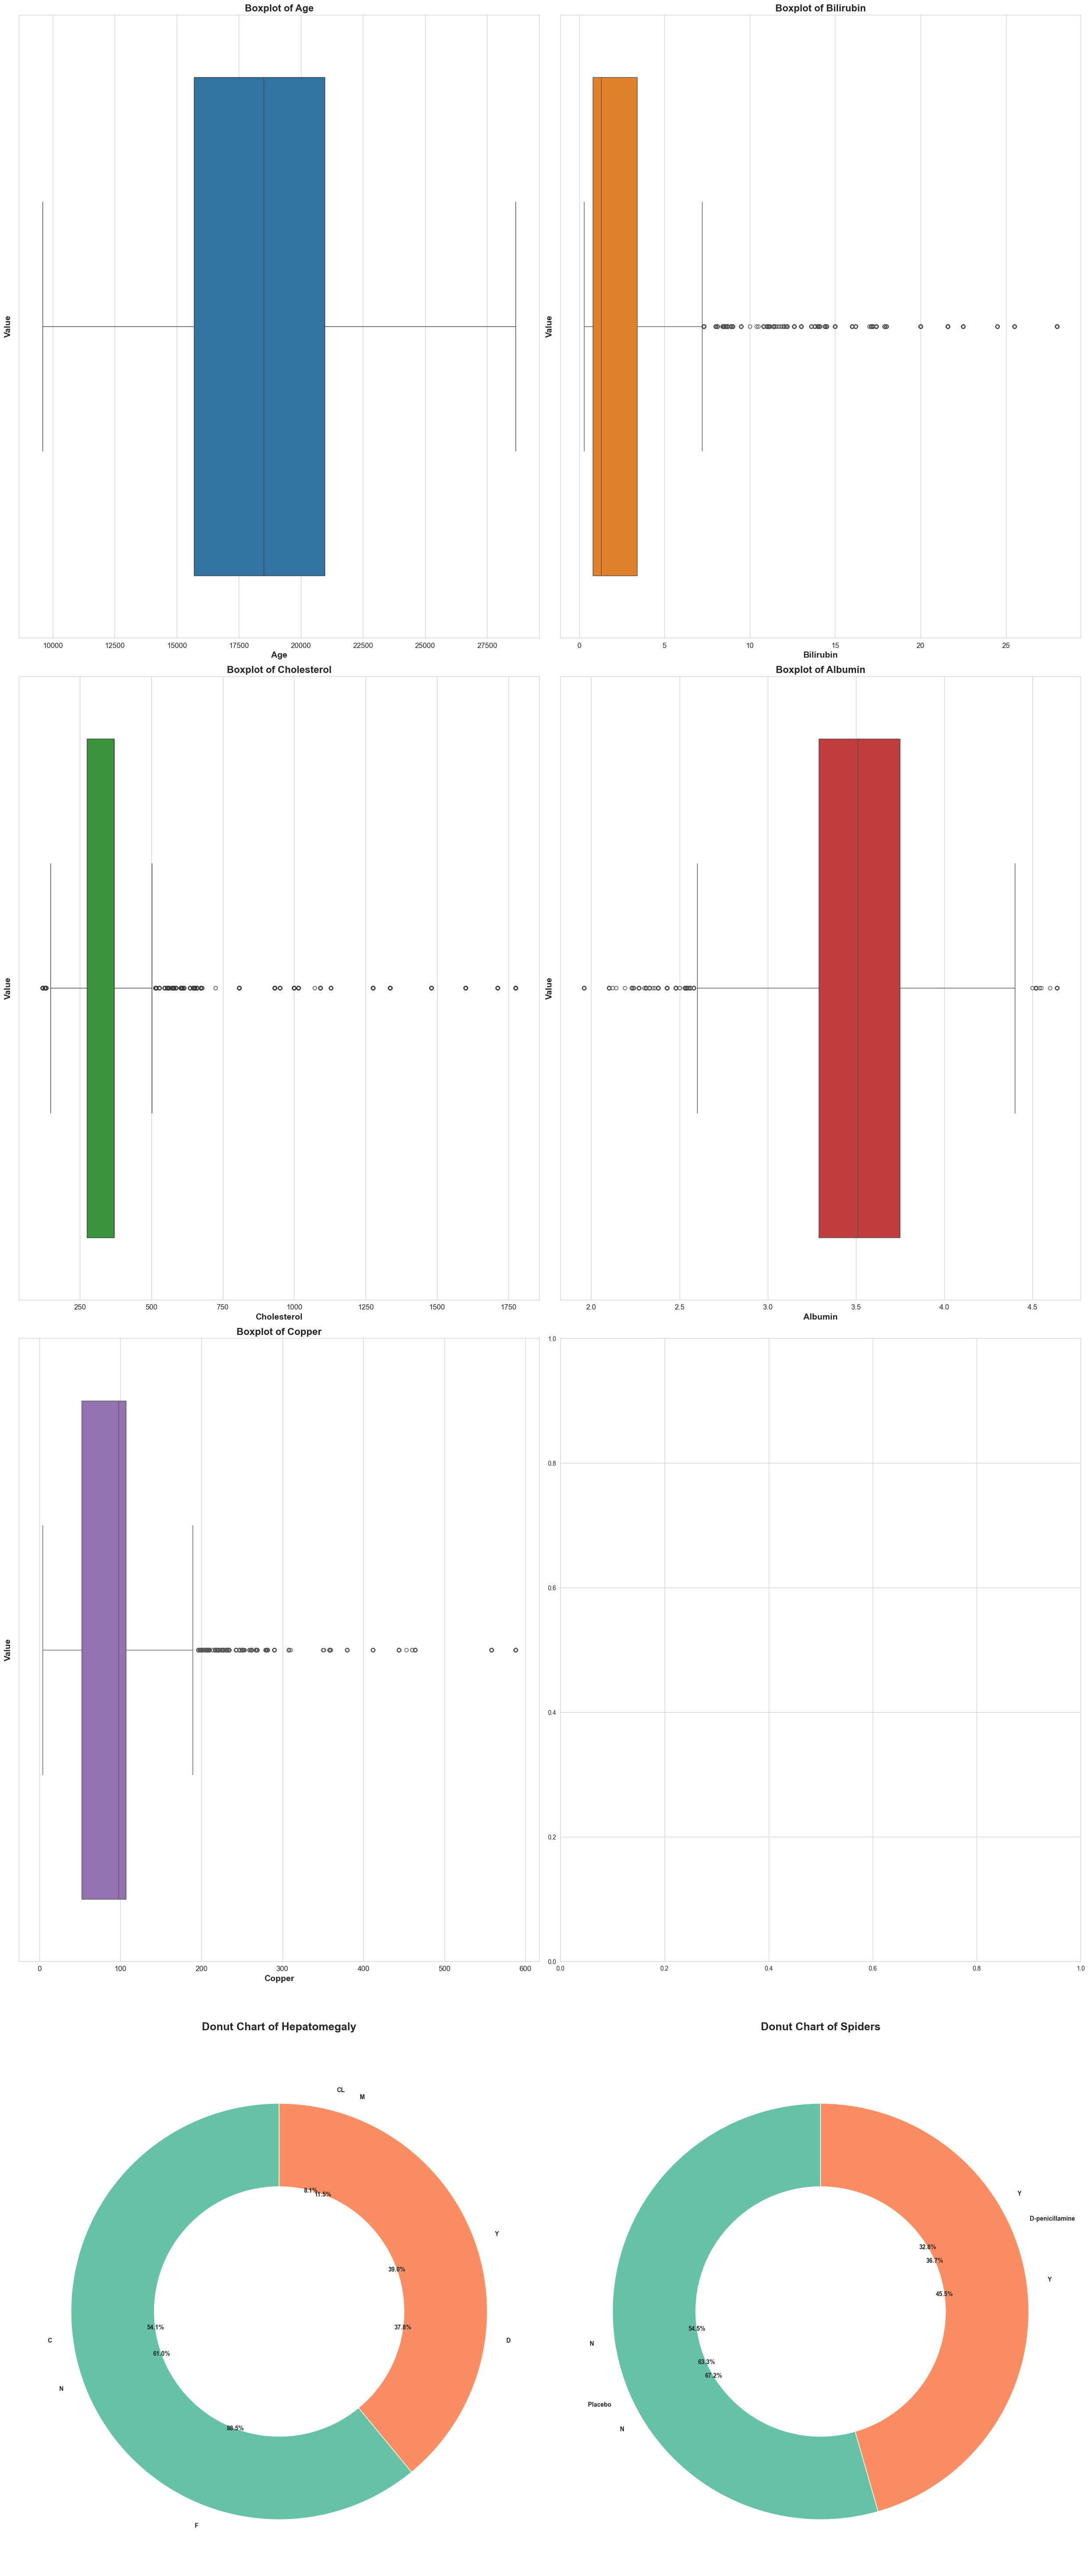 Boxplot of Age
Value
10000 12500 15000 17500 20000 22500 25000 27500
Age
Boxplot of Bilirubin
Value
0 5 10 15 20 25
Bilirubin
Boxplot of Cholesterol
Value
250 500 750 1000 1250 1500 1750
Cholesterol
Boxplot of Albumin
Value
2.0 2.5 3.0 3.5 4.0 4.5
Albumin
Boxplot of Copper
Value
0 100 200 300 400 500 600
Copper
1.0
0.8
0.6
0.4
0.2
0.0
0.0 0.2 0.4 0.6 0.8 1.0
Donut Chart of Hepatomegaly
CL
M
8.1%
11.5%
Y
39.0%
54.1%
37.8%
C
D
61.0%
N
88.5%
F
Donut Chart of Spiders
Y
D-penicillamine
32.8%
36.7%
Y
45.5%
54.5%
N
63.3%
67.2%
Placebo
N